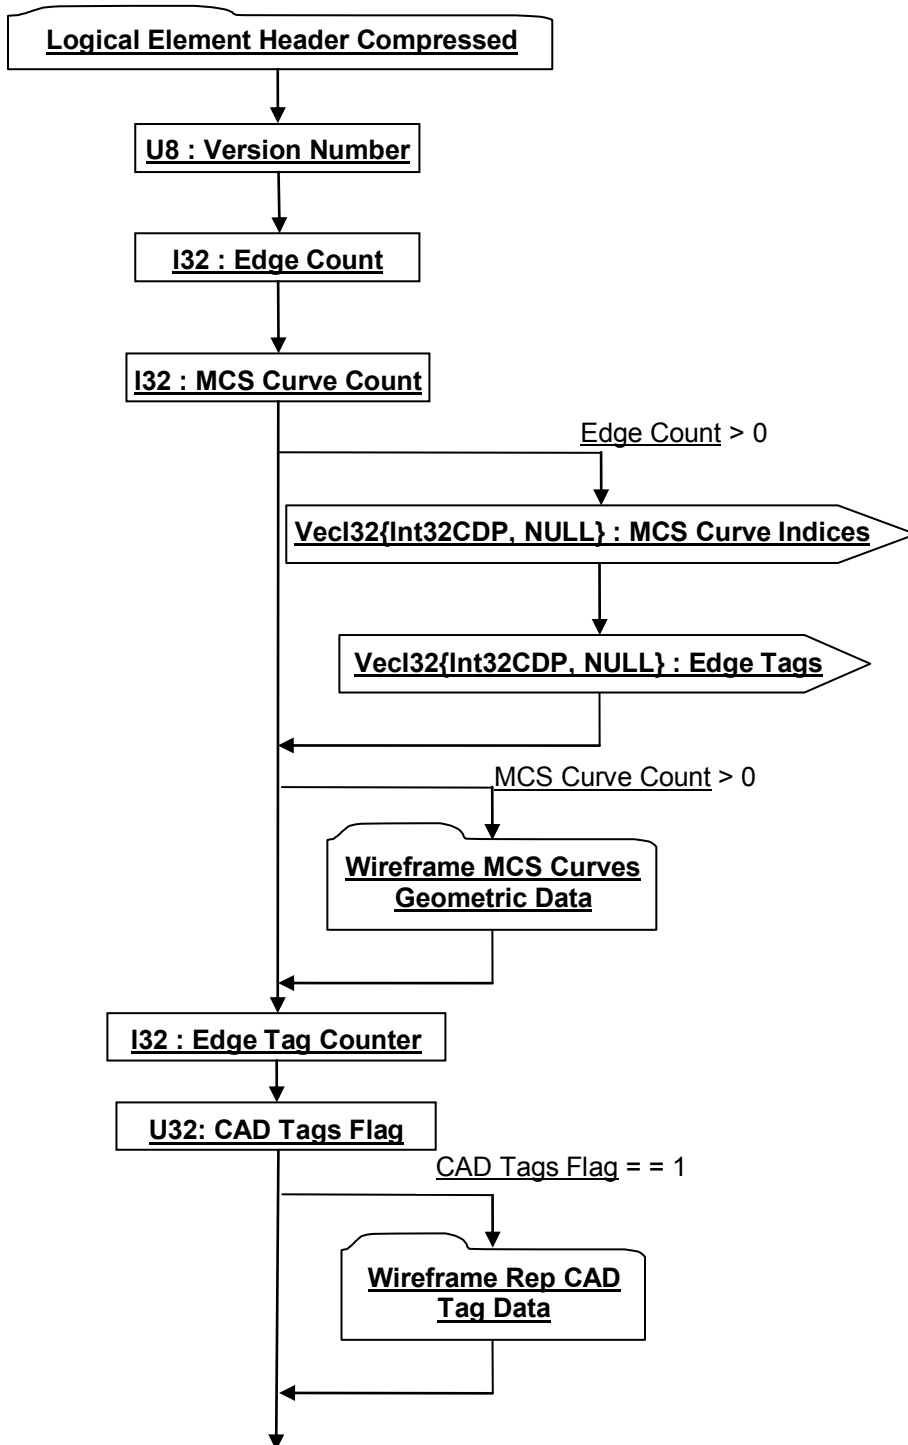 Logical Element Header Compressed
U8 : Version Number
I32 : Edge Count
I32 : MCS Curve Count
Edge Count > 0
VecI32{Int32CDP, NULL} : MCS Curve Indices
VecI32{Int32CDP, NULL} : Edge Tags
MCS Curve Count > 0
Wireframe MCS Curves
Geometric Data
I32 : Edge Tag Counter
U32: CAD Tags Flag
CAD Tags Flag = = 1
Wireframe Rep CAD
Tag Data